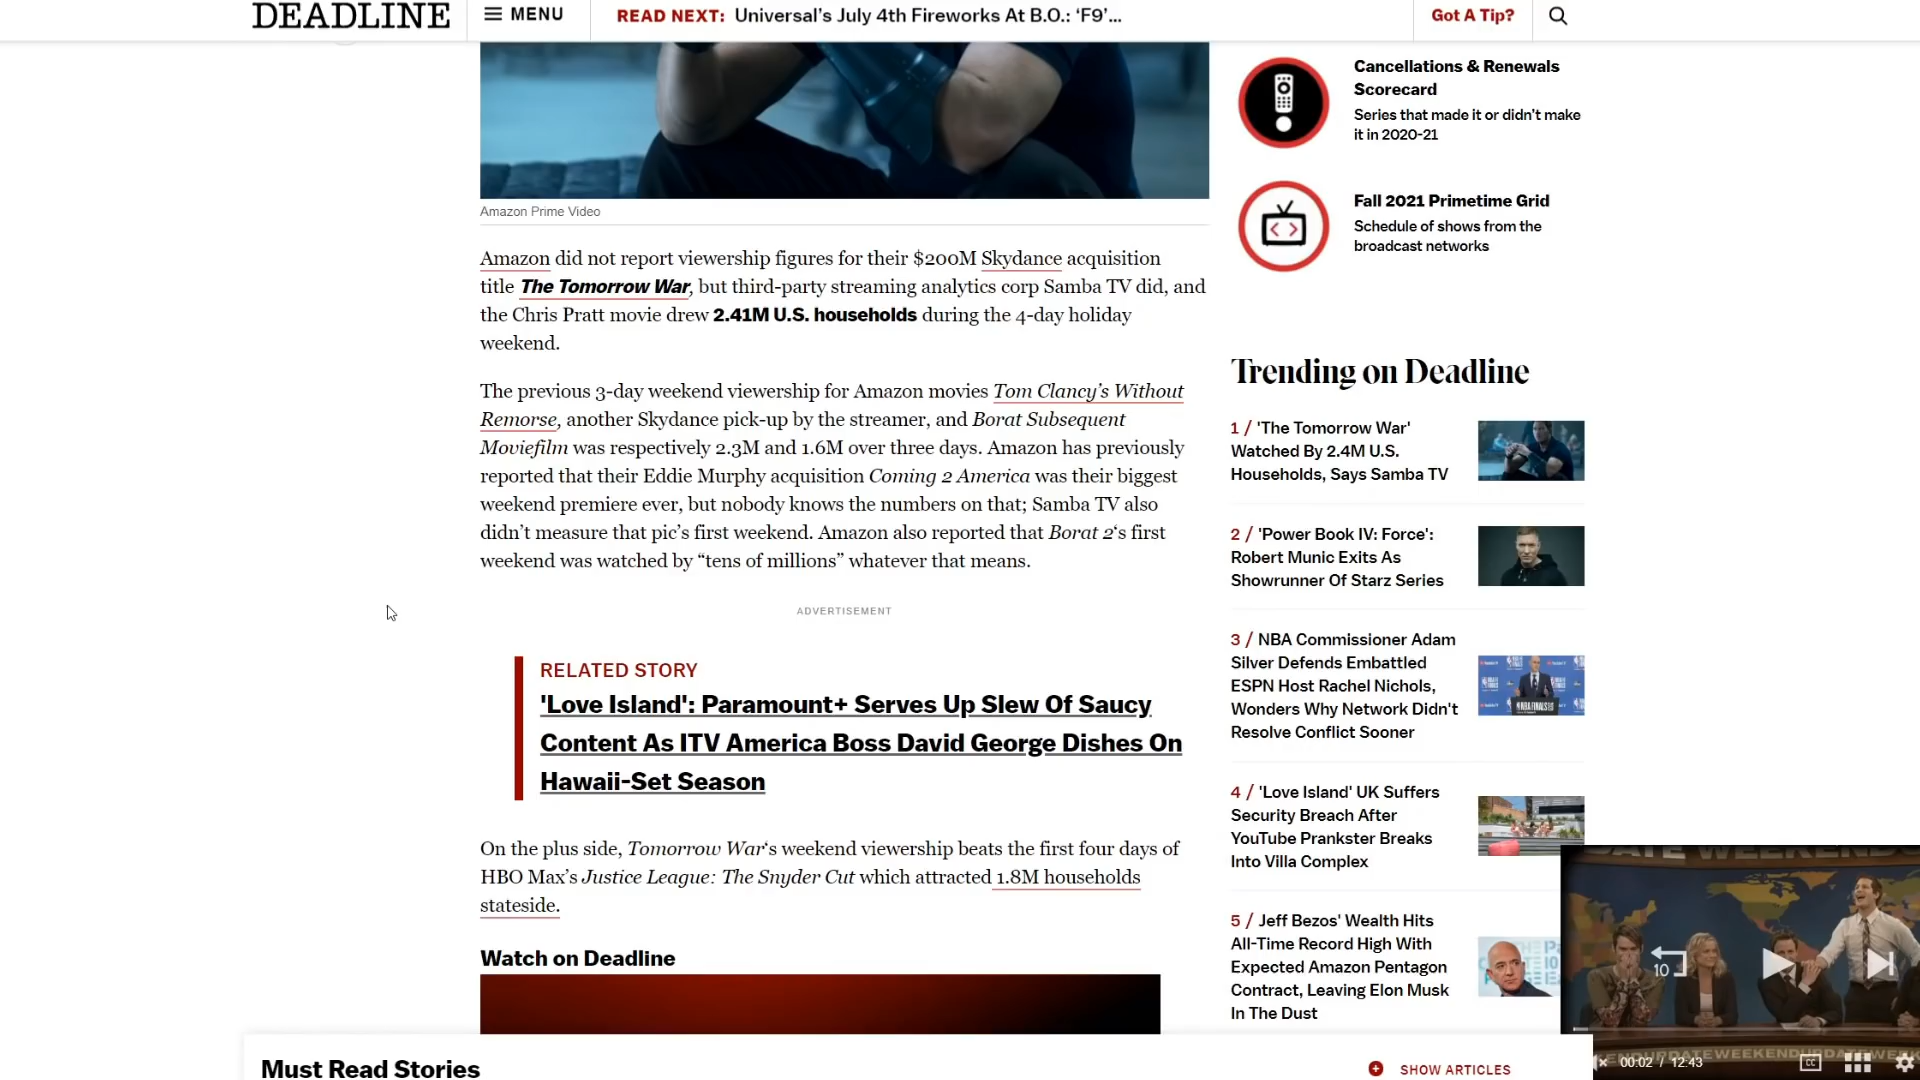 DEADLINE
MENU
READ NEXT: Universal’s July 4th Fireworks At B.O.: ‘F9’...
Got A Tip?
Amazon Prime Video
Amazon did not report viewership figures for their $200M Skydance acquisition
title The Tomorrow War, but third-party streaming analytics corp Samba TV did, and
the Chris Pratt movie drew 2.41M U.S. households during the 4-day holiday
weekend.
The previous 3-day weekend viewership for Amazon movies Tom Clancy’s Without
Remorse, another Skydance pick-up by the streamer, and Borat Subsequent
Moviefilm was respectively 2.3M and 1.6M over three days. Amazon has previously
reported that their Eddie Murphy acquisition Coming 2 America was their biggest
weekend premiere ever, but nobody knows the numbers on that; Samba TV also
didn’t measure that pic’s first weekend. Amazon also reported that Borat 2‘s first
weekend was watched by “tens of millions” whatever that means.
ADVERTISEMENT
RELATED STORY
'Love Island': Paramount+ Serves Up Slew Of Saucy
Content As ITV America Boss David George Dishes On
Hawaii-Set Season
On the plus side, Tomorrow War‘s weekend viewership beats the first four days of
HBO Max’s Justice League: The Snyder Cut which attracted 1.8M households
stateside.
Watch on Deadline
Cancellations & Renewals
Scorecard
Series that made it or didn’t make
it in 2020-21
Fall 2021 Primetime Grid
Schedule of shows from the
broadcast networks
Trending on Deadline
1 / 'The Tomorrow War'
Watched By 2.4M U.S.
Households, Says Samba TV
2 / 'Power Book IV: Force':
Robert Munic Exits As
Showrunner Of Starz Series
3 / NBA Commissioner Adam
Silver Defends Embattled
ESPN Host Rachel Nichols,
Wonders Why Network Didn't
Resolve Conflict Sooner
4 / 'Love Island' UK Suffers
Security Breach After
YouTube Prankster Breaks
Into Villa Complex
5 / Jeff Bezos' Wealth Hits
All-Time Record High With
Expected Amazon Pentagon
Contract, Leaving Elon Musk
In The Dust
10
00:02 / 12:43
CC
Must Read Stories
SHOW ARTICLES